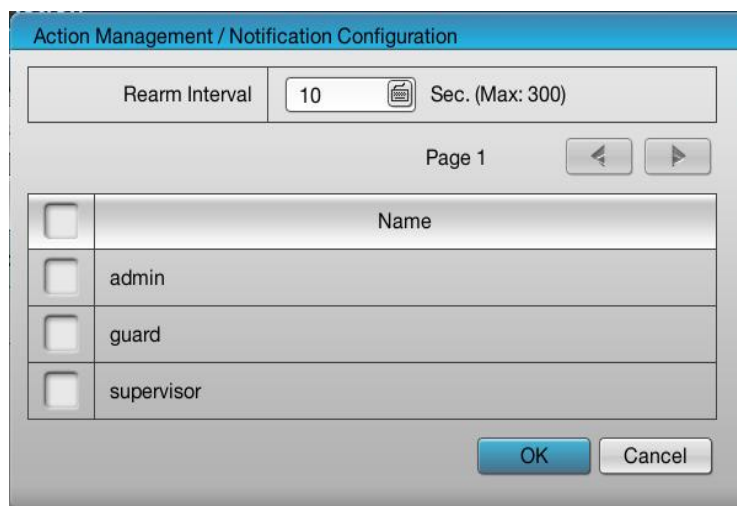 Action Management / Notification Configuration
Rearm Interval 10 Sec. (Max: 300)
Page 1
Name
admin
guard
supervisor
OK Cancel